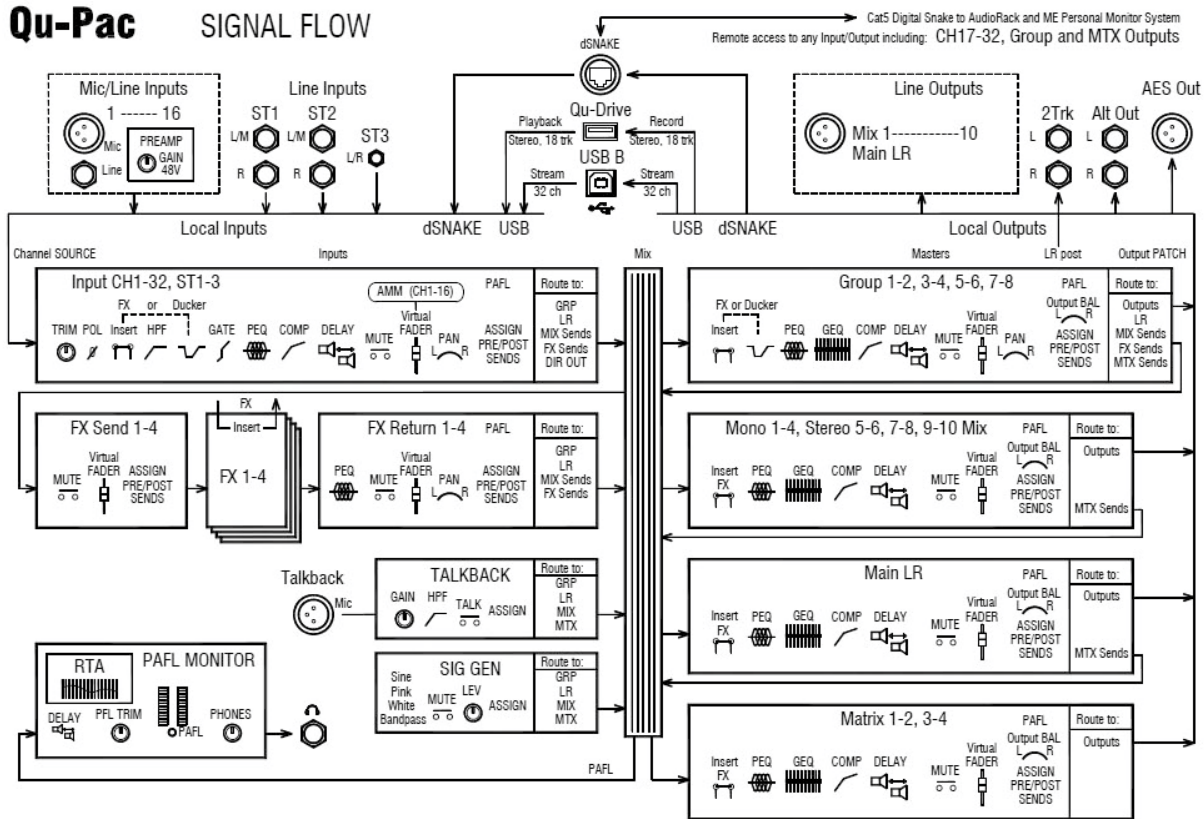 Qu-Pac SIGNAL FLOW
Cat5 Digital Snake to AudioRack and ME Personal Monitor System
Remote access to any Input/Output including: CH17-32, Group and MTX Outputs
dSNAKE
Mic/Line Inputs
1 ------ 16
Mic
Line
PREAMP
GAIN
48V
Line Inputs
ST1
ST2
ST3
L/M
L/M
L/R
R
R
Qu-Drive
Playback
Record
Stereo, 18 trk
Stereo, 18 trk
USB B
Stream
32 ch
Stream
32 ch
Line Outputs
Mix 1-----------10
Main LR
2Trk
Alt Out
AES Out
L
L
R
R
Local Inputs
dSNAKE
USB
USB
dSNAKE
Local Outputs
Channel SOURCE
Inputs
Mix
Masters
LR post
Output PATCH
Input CH1-32, ST1-3
AMM (CH1-16)
PAFL
Route to:
FX or Ducker
TRIM POL Insert HPF GATE PEQ COMP DELAY MUTE
Virtual
FADER
PAN
L R
ASSIGN
PRE/POST
SENDS
GRP
LR
MIX Sends
FX Sends
DIR OUT
Group 1-2, 3-4, 5-6, 7-8
PAFL
Route to:
FX or Ducker
Insert PEQ GEQ COMP DELAY MUTE
Virtual
FADER
PAN
L R
Output BAL
L R
ASSIGN
PRE/POST
SENDS
Outputs
LR
MIX Sends
FX Sends
MTX Sends
FX Send 1-4
MUTE
Virtual
FADER
ASSIGN
PRE/POST
SENDS
FX
Insert
FX 1-4
FX Return 1-4
PAFL
Route to:
PEQ
MUTE
Virtual
FADER
PAN
L R
ASSIGN
PRE/POST
SENDS
GRP
LR
MIX Sends
FX Sends
Mono 1-4, Stereo 5-6, 7-8, 9-10 Mix
PAFL
Route to:
Insert
FX
PEQ GEQ COMP DELAY
MUTE
Virtual
FADER
Output BAL
L R
ASSIGN
PRE/POST
SENDS
Outputs
MTX Sends
Talkback
Mic
TALKBACK
GAIN HPF TALK ASSIGN
Route to:
GRP
LR
MIX
MTX
Main LR
PAFL
Route to:
Insert
FX
PEQ GEQ COMP DELAY
MUTE
Virtual
FADER
Output BAL
L R
ASSIGN
PRE/POST
SENDS
Outputs
MTX Sends
RTA
PAFL MONITOR
DELAY
PFL TRIM
PAFL
PHONES
SIG GEN
Sine
Pink
White
Bandpass
MUTE
LEV
ASSIGN
Route to:
GRP
LR
MIX
MTX
PAFL
Matrix 1-2, 3-4
PAFL
Route to:
Insert
FX
PEQ GEQ COMP DELAY
MUTE
Virtual
FADER
Output BAL
L R
ASSIGN
PRE/POST
SENDS
Outputs